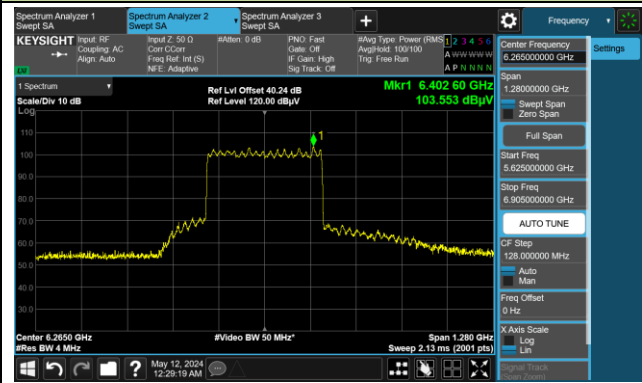 Spectrum Analyzer 1
Swept SA
Spectrum Analyzer 2
Swept SA
Spectrum Analyzer 3
Swept SA
+
Frequency
KEYSIGHT
Input: RF
Coupling: AC
Align: Auto
Input Z: 50 Ω
Corr CCorr
Freq Ref: Int (S)
NFE: Adaptive
#Atten: 0 dB
PNO: Fast
Gate: Off
IF Gain: High
Sig Track: Off
#Avg Type: Power (RMS
Avg|Hold: 100/100
Trig: Free Run
1 2 3 4 5 6
A W W W W W
A P N N N N
LVI
1 Spectrum
Scale/Div 10 dB
Log
Ref Lvl Offset 40.24 dB
Ref Level 120.00 dBµV
Mkr1 6.402 60 GHz
103.553 dBµV
1
110
100
90.0
80.0
70.0
60.0
50.0
40.0
30.0
Center 6.2650 GHz
#Res BW 4 MHz
#Video BW 50 MHz*
Span 1.280 GHz
Sweep 2.13 ms (2001 pts)
Center Frequency
6.265000000 GHz
Settings
Span
1.28000000 GHz
Swept Span
Zero Span
Full Span
Start Freq
5.625000000 GHz
Stop Freq
6.905000000 GHz
AUTO TUNE
CF Step
128.000000 MHz
Auto
Man
Freq Offset
0 Hz
X Axis Scale
Log
Lin
Signal Track
(Span Zoom)
?
May 12, 2024
12:29:19 AM